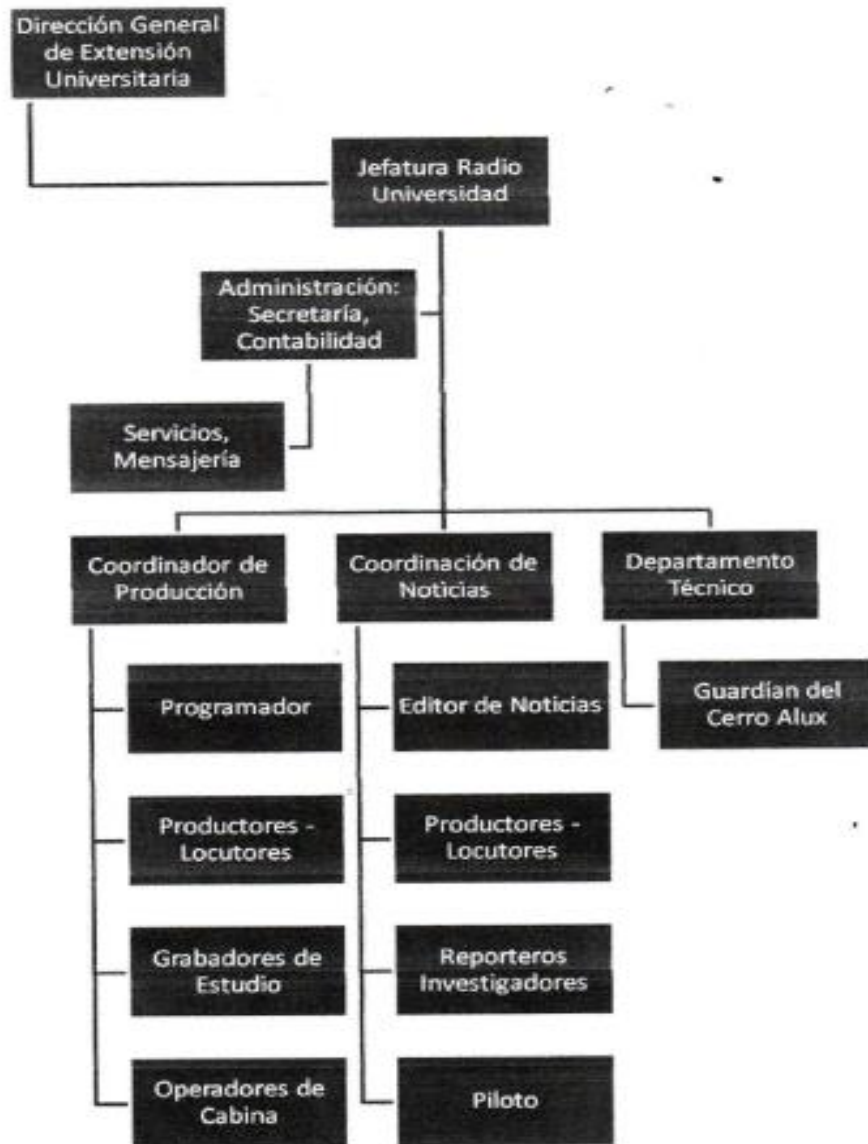 Dirección General
de Extensión
Universitaria
Jefatura Radio
Universidad
Administración:
Secretaría,
Contabilidad
Servicios,
Mensajería
Coordinador de
Producción
Coordinación de
Noticias
Departamento
Técnico
Programador
Productores -
Locutores
Grabadores de
Estudio
Operadores de
Cabina
Editor de Noticias
Productores -
Locutores
Reporteros
Investigadores
Piloto
Guardían del
Cerro Alux